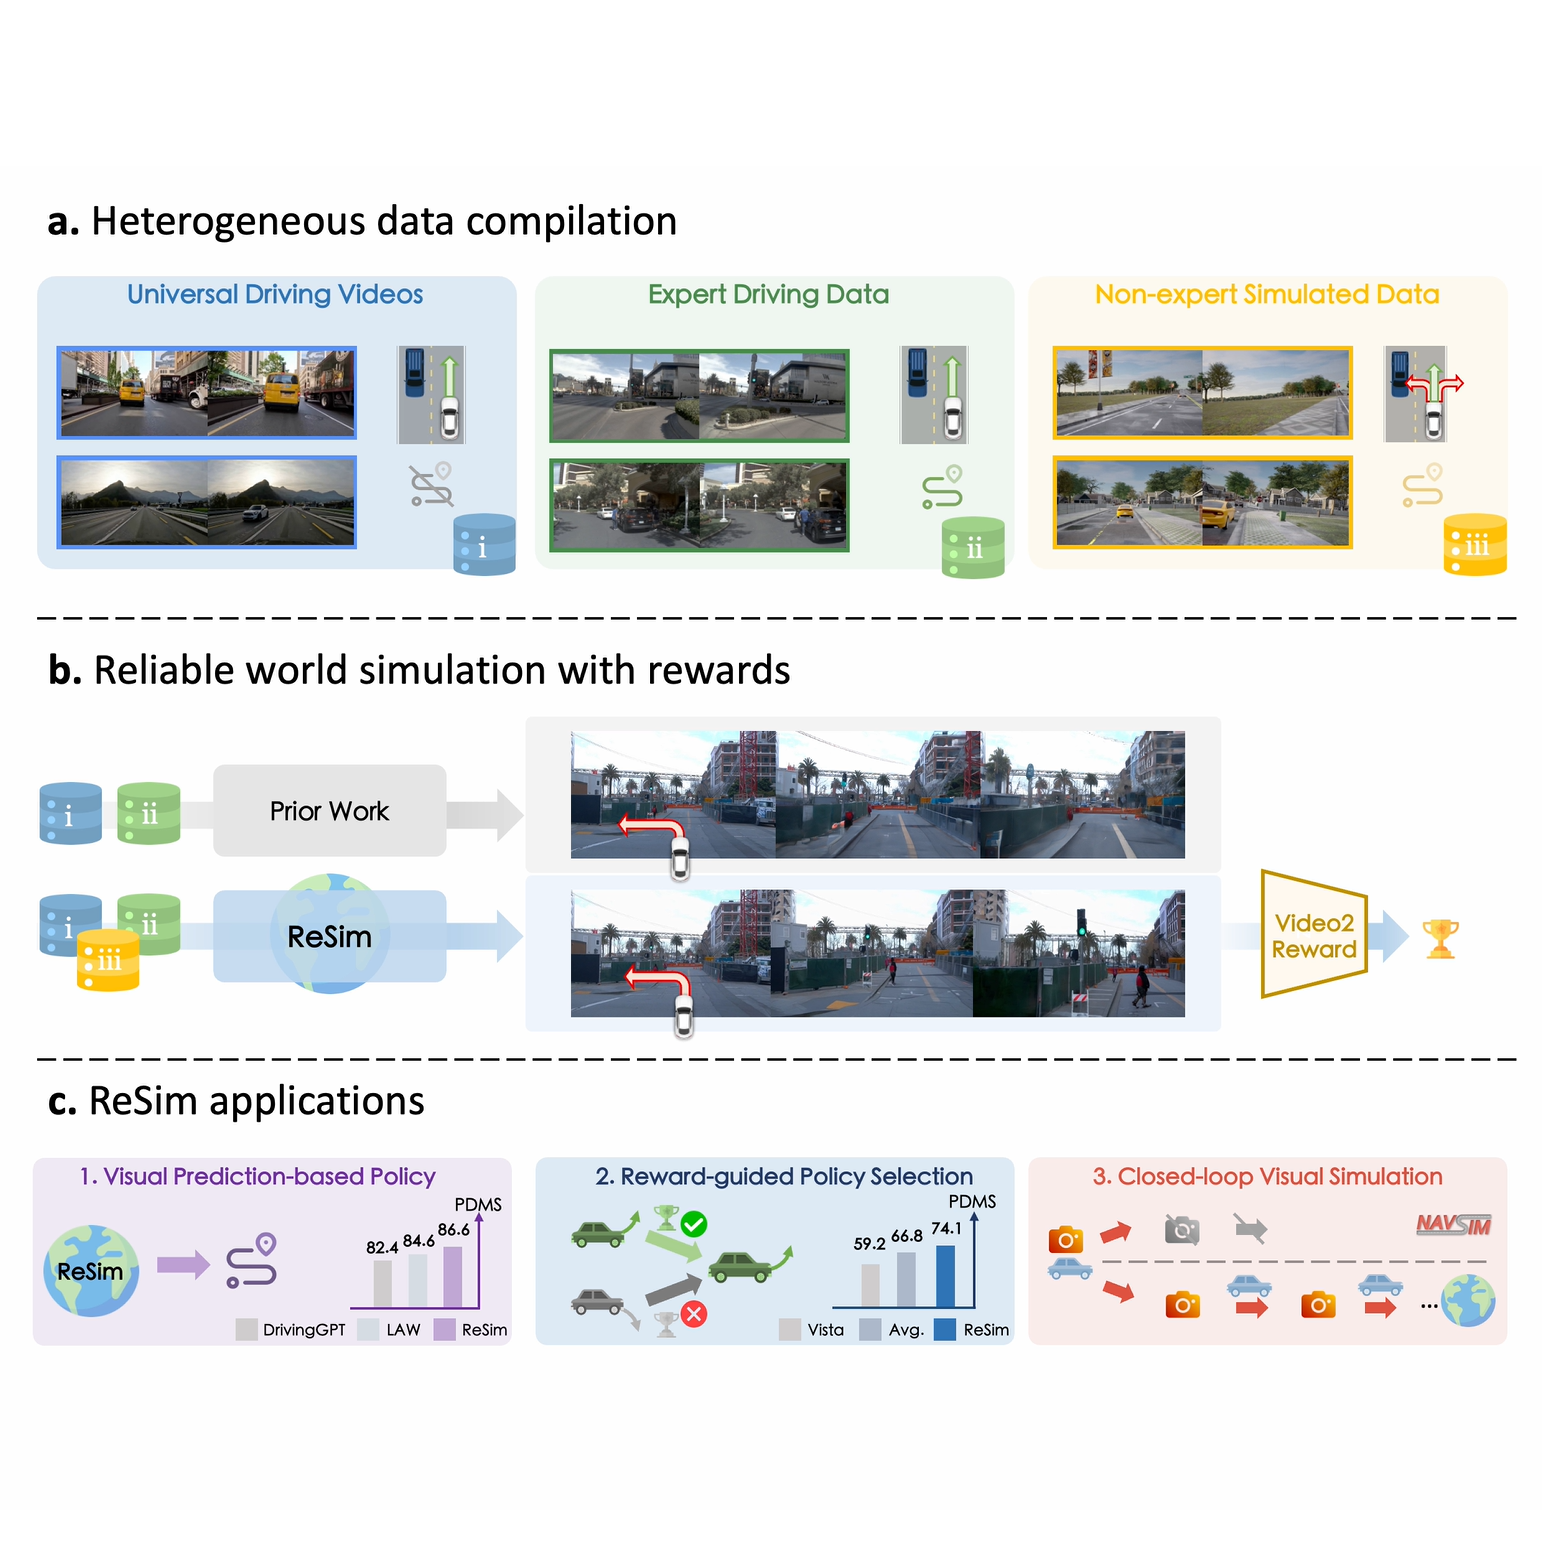 a. Heterogeneous data compilation
Universal Driving Videos
Expert Driving Data
Non-expert Simulated Data
i
ii
iii
b. Reliable world simulation with rewards
i
ii
Prior Work
i
ii
iii
ReSim
Video2
Reward
c. ReSim applications
1. Visual Prediction-based Policy
PDMS
82.4
84.6
86.6
ReSim
DrivingGPT
LAW
ReSim
2. Reward-guided Policy Selection
PDMS
59.2
66.8
74.1
Vista
Avg.
ReSim
3. Closed-loop Visual Simulation
NAVSIM
...